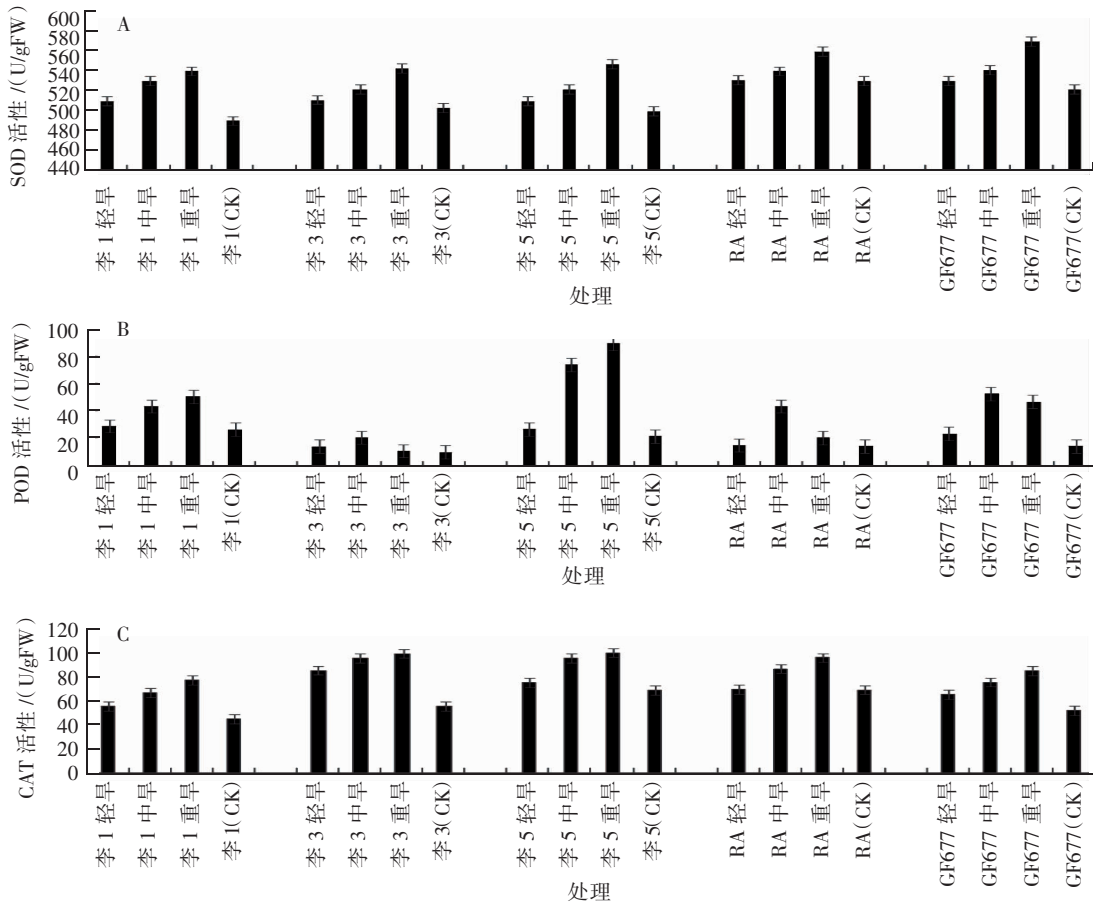 A
SOD 活性 /(U/gFW)
600
580
560
540
520
500
480
460
440
李 1 轻旱
李 1 中旱
李 1 重旱
李 1(CK)
李 3 轻旱
李 3 中旱
李 3 重旱
李 3(CK)
李 5 轻旱
李 5 中旱
李 5 重旱
李 5(CK)
RA 轻旱
RA 中旱
RA 重旱
RA(CK)
GF677 轻旱
GF677 中旱
GF677 重旱
GF677(CK)
处理
B
POD 活性 /(U/gFW)
100
80
60
40
20
0
李 1 轻旱
李 1 中旱
李 1 重旱
李 1(CK)
李 3 轻旱
李 3 中旱
李 3 重旱
李 3(CK)
李 5 轻旱
李 5 中旱
李 5 重旱
李 5(CK)
RA 轻旱
RA 中旱
RA 重旱
RA(CK)
GF677 轻旱
GF677 中旱
GF677 重旱
GF677(CK)
处理
C
CAT 活性 /(U/gFW)
120
100
80
60
40
20
0
李 1 轻旱
李 1 中旱
李 1 重旱
李 1(CK)
李 3 轻旱
李 3 中旱
李 3 重旱
李 3(CK)
李 5 轻旱
李 5 中旱
李 5 重旱
李 5(CK)
RA 轻旱
RA 中旱
RA 重旱
RA(CK)
GF677 轻旱
GF677 中旱
GF677 重旱
GF677(CK)
处理